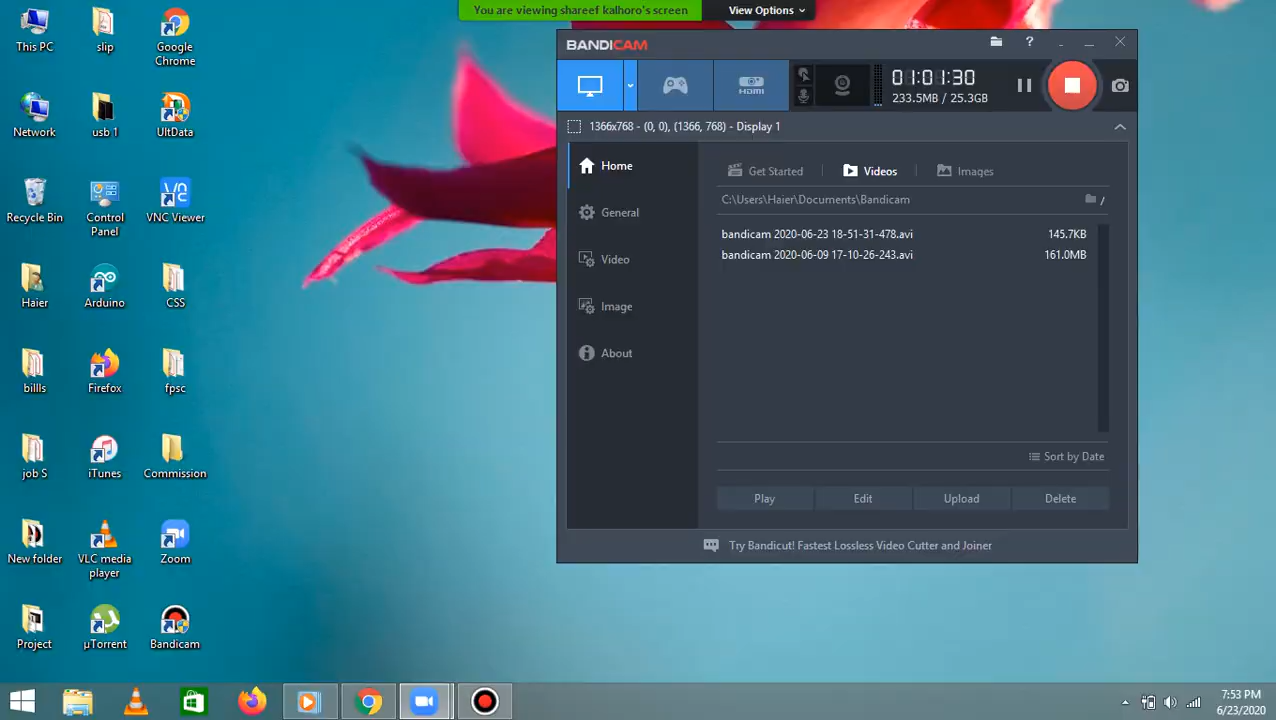 You are viewing shareef kalhoro's screen
View Options
This PC
slip
Google Chrome
Network
usb 1
UltData
Recycle Bin
Control Panel
VNC Viewer
Haier
Arduino
CSS
billls
Firefox
fpsc
job S
iTunes
Commission
New folder
VLC media player
Zoom
Project
µTorrent
Bandicam
BANDICAM
?
HDMI
01:01:30
233.5MB / 25.3GB
1366x768 - (0, 0), (1366, 768) - Display 1
Home
General
Video
Image
About
Get Started
Videos
Images
C:\Users\Haier\Documents\Bandicam
/
bandicam 2020-06-23 18-51-31-478.avi 145.7KB
bandicam 2020-06-09 17-10-26-243.avi 161.0MB
Sort by Date
Play
Edit
Upload
Delete
Try Bandicut! Fastest Lossless Video Cutter and Joiner
7:53 PM
6/23/2020